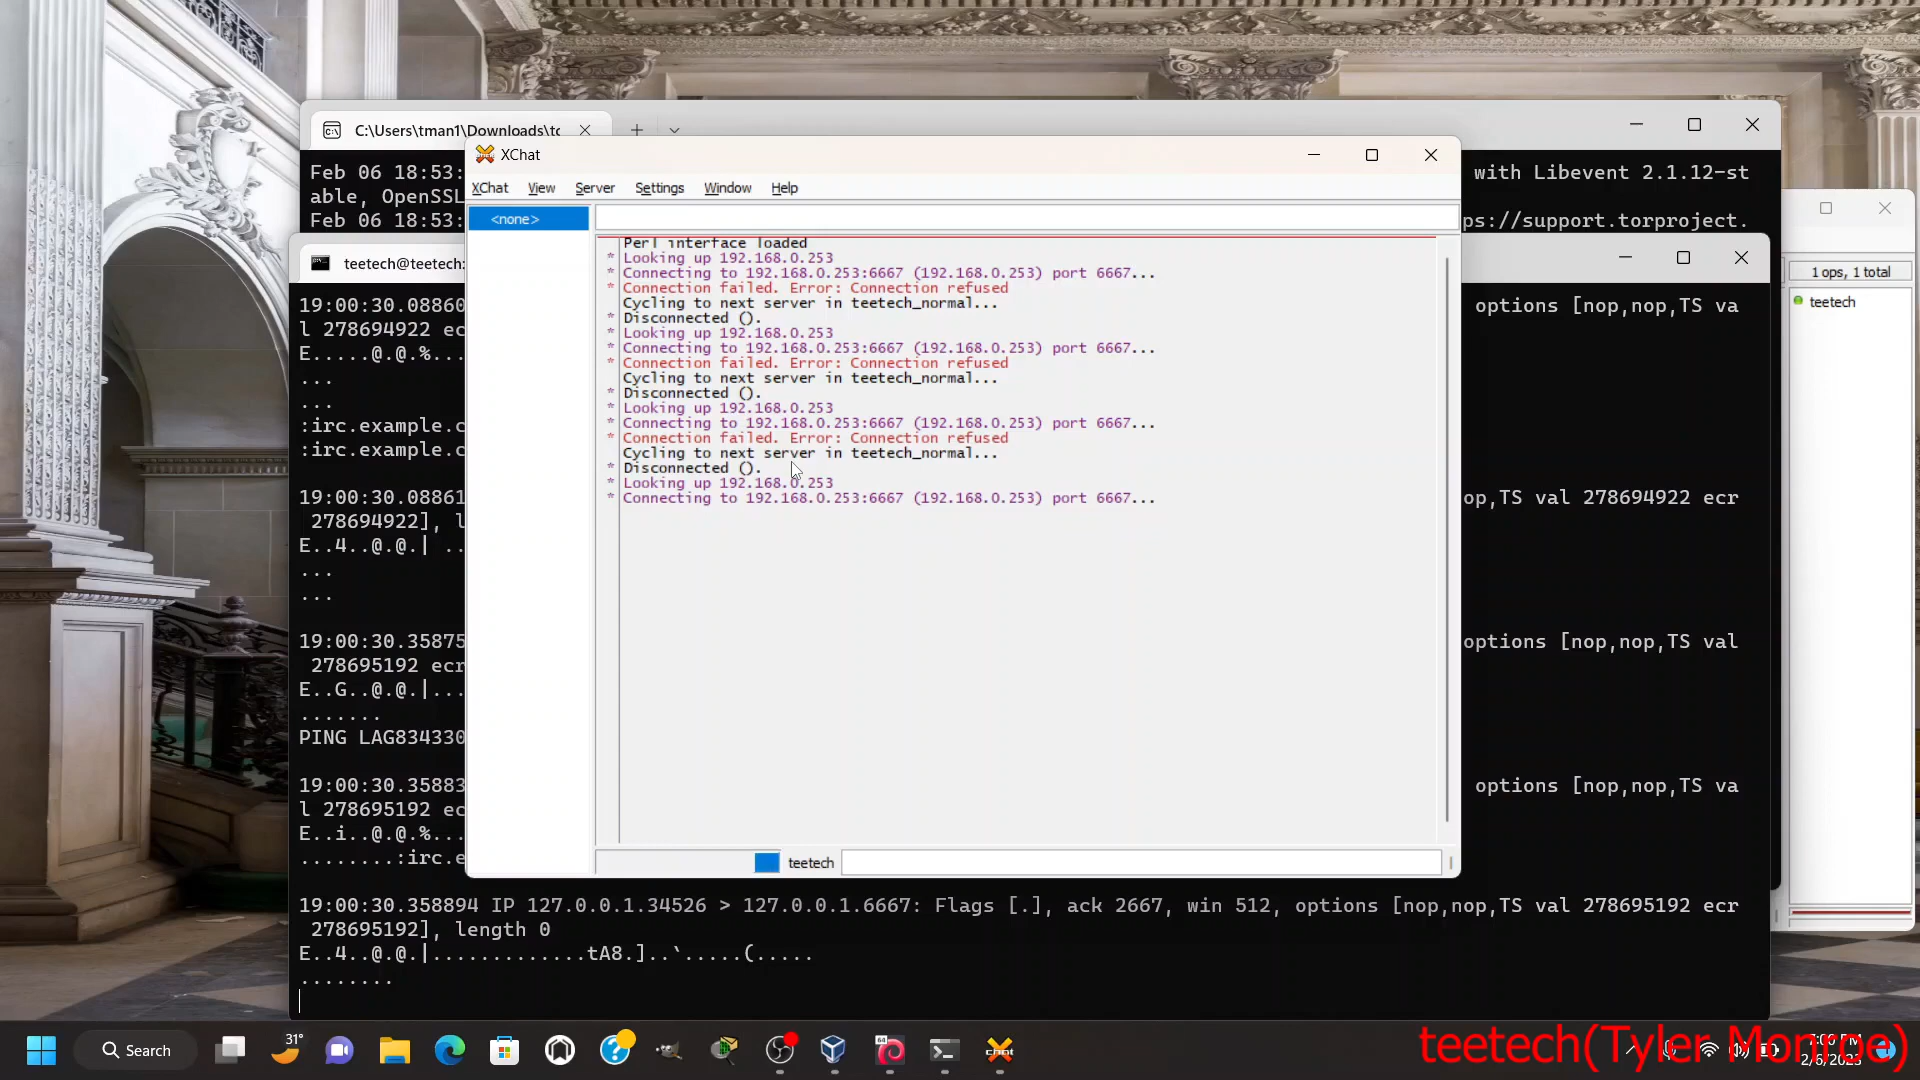 C:\Users\tman1\Downloads\tc
Feb 06 18:53:
with Libevent 2.1.12-st
able, OpenSSL
Feb 06 18:53:
ps://support.torproject.
XChat
XChat View Server Settings Window Help
<none>
Perl interface loaded
* Looking up 192.168.0.253
* Connecting to 192.168.0.253:6667 (192.168.0.253) port 6667...
* Connection failed. Error: Connection refused
Cycling to next server in teetech_normal...
* Disconnected ().
* Looking up 192.168.0.253
* Connecting to 192.168.0.253:6667 (192.168.0.253) port 6667...
* Connection failed. Error: Connection refused
Cycling to next server in teetech_normal...
* Disconnected ().
* Looking up 192.168.0.253
* Connecting to 192.168.0.253:6667 (192.168.0.253) port 6667...
* Connection failed. Error: Connection refused
Cycling to next server in teetech_normal...
* Disconnected ().
* Looking up 192.168.0.253
* Connecting to 192.168.0.253:6667 (192.168.0.253) port 6667...
teetech
1 ops, 1 total
teetech
teetech@teetech:
19:00:30.08860
options [nop,nop,TS va
l 278694922 ec
E.....@.@.%...
...
...
:irc.example.c
:irc.example.c
19:00:30.08861
op,TS val 278694922 ecr
278694922], l
E..4..@.@.| ..
...
...
19:00:30.35875
options [nop,nop,TS val
278695192 ecr
E..G..@.@.|...
.......
PING LAG834330
19:00:30.35883
options [nop,nop,TS va
l 278695192 ec
E..i..@.@.%...
........:irc.e
19:00:30.358894 IP 127.0.0.1.34526 > 127.0.0.1.6667: Flags [.], ack 2667, win 512, options [nop,nop,TS val 278695192 ecr
278695192], length 0
E..4..@.@.|.............tA8.]..`.....(.....
........
31°
Search
teetech(Tyler Monroe)